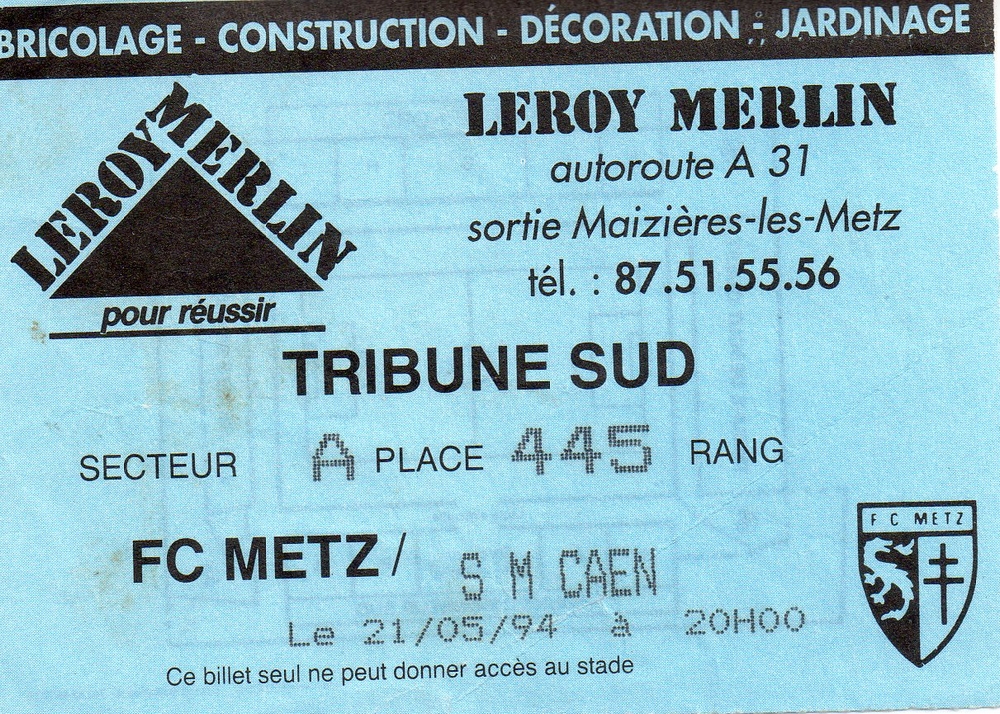 BRICOLAGE - CONSTRUCTION - DÉCORATION - JARDINAGE
LEROY MERLIN
pour réussir
LEROY MERLIN
autoroute A 31
sortie Maizières-les-Metz
tél. : 87.51.55.56
TRIBUNE SUD
SECTEUR A PLACE 445 RANG
FC METZ / S M CAEN
Le 21/05/94 à 20H00
FC METZ
Ce billet seul ne peut donner accès au stade